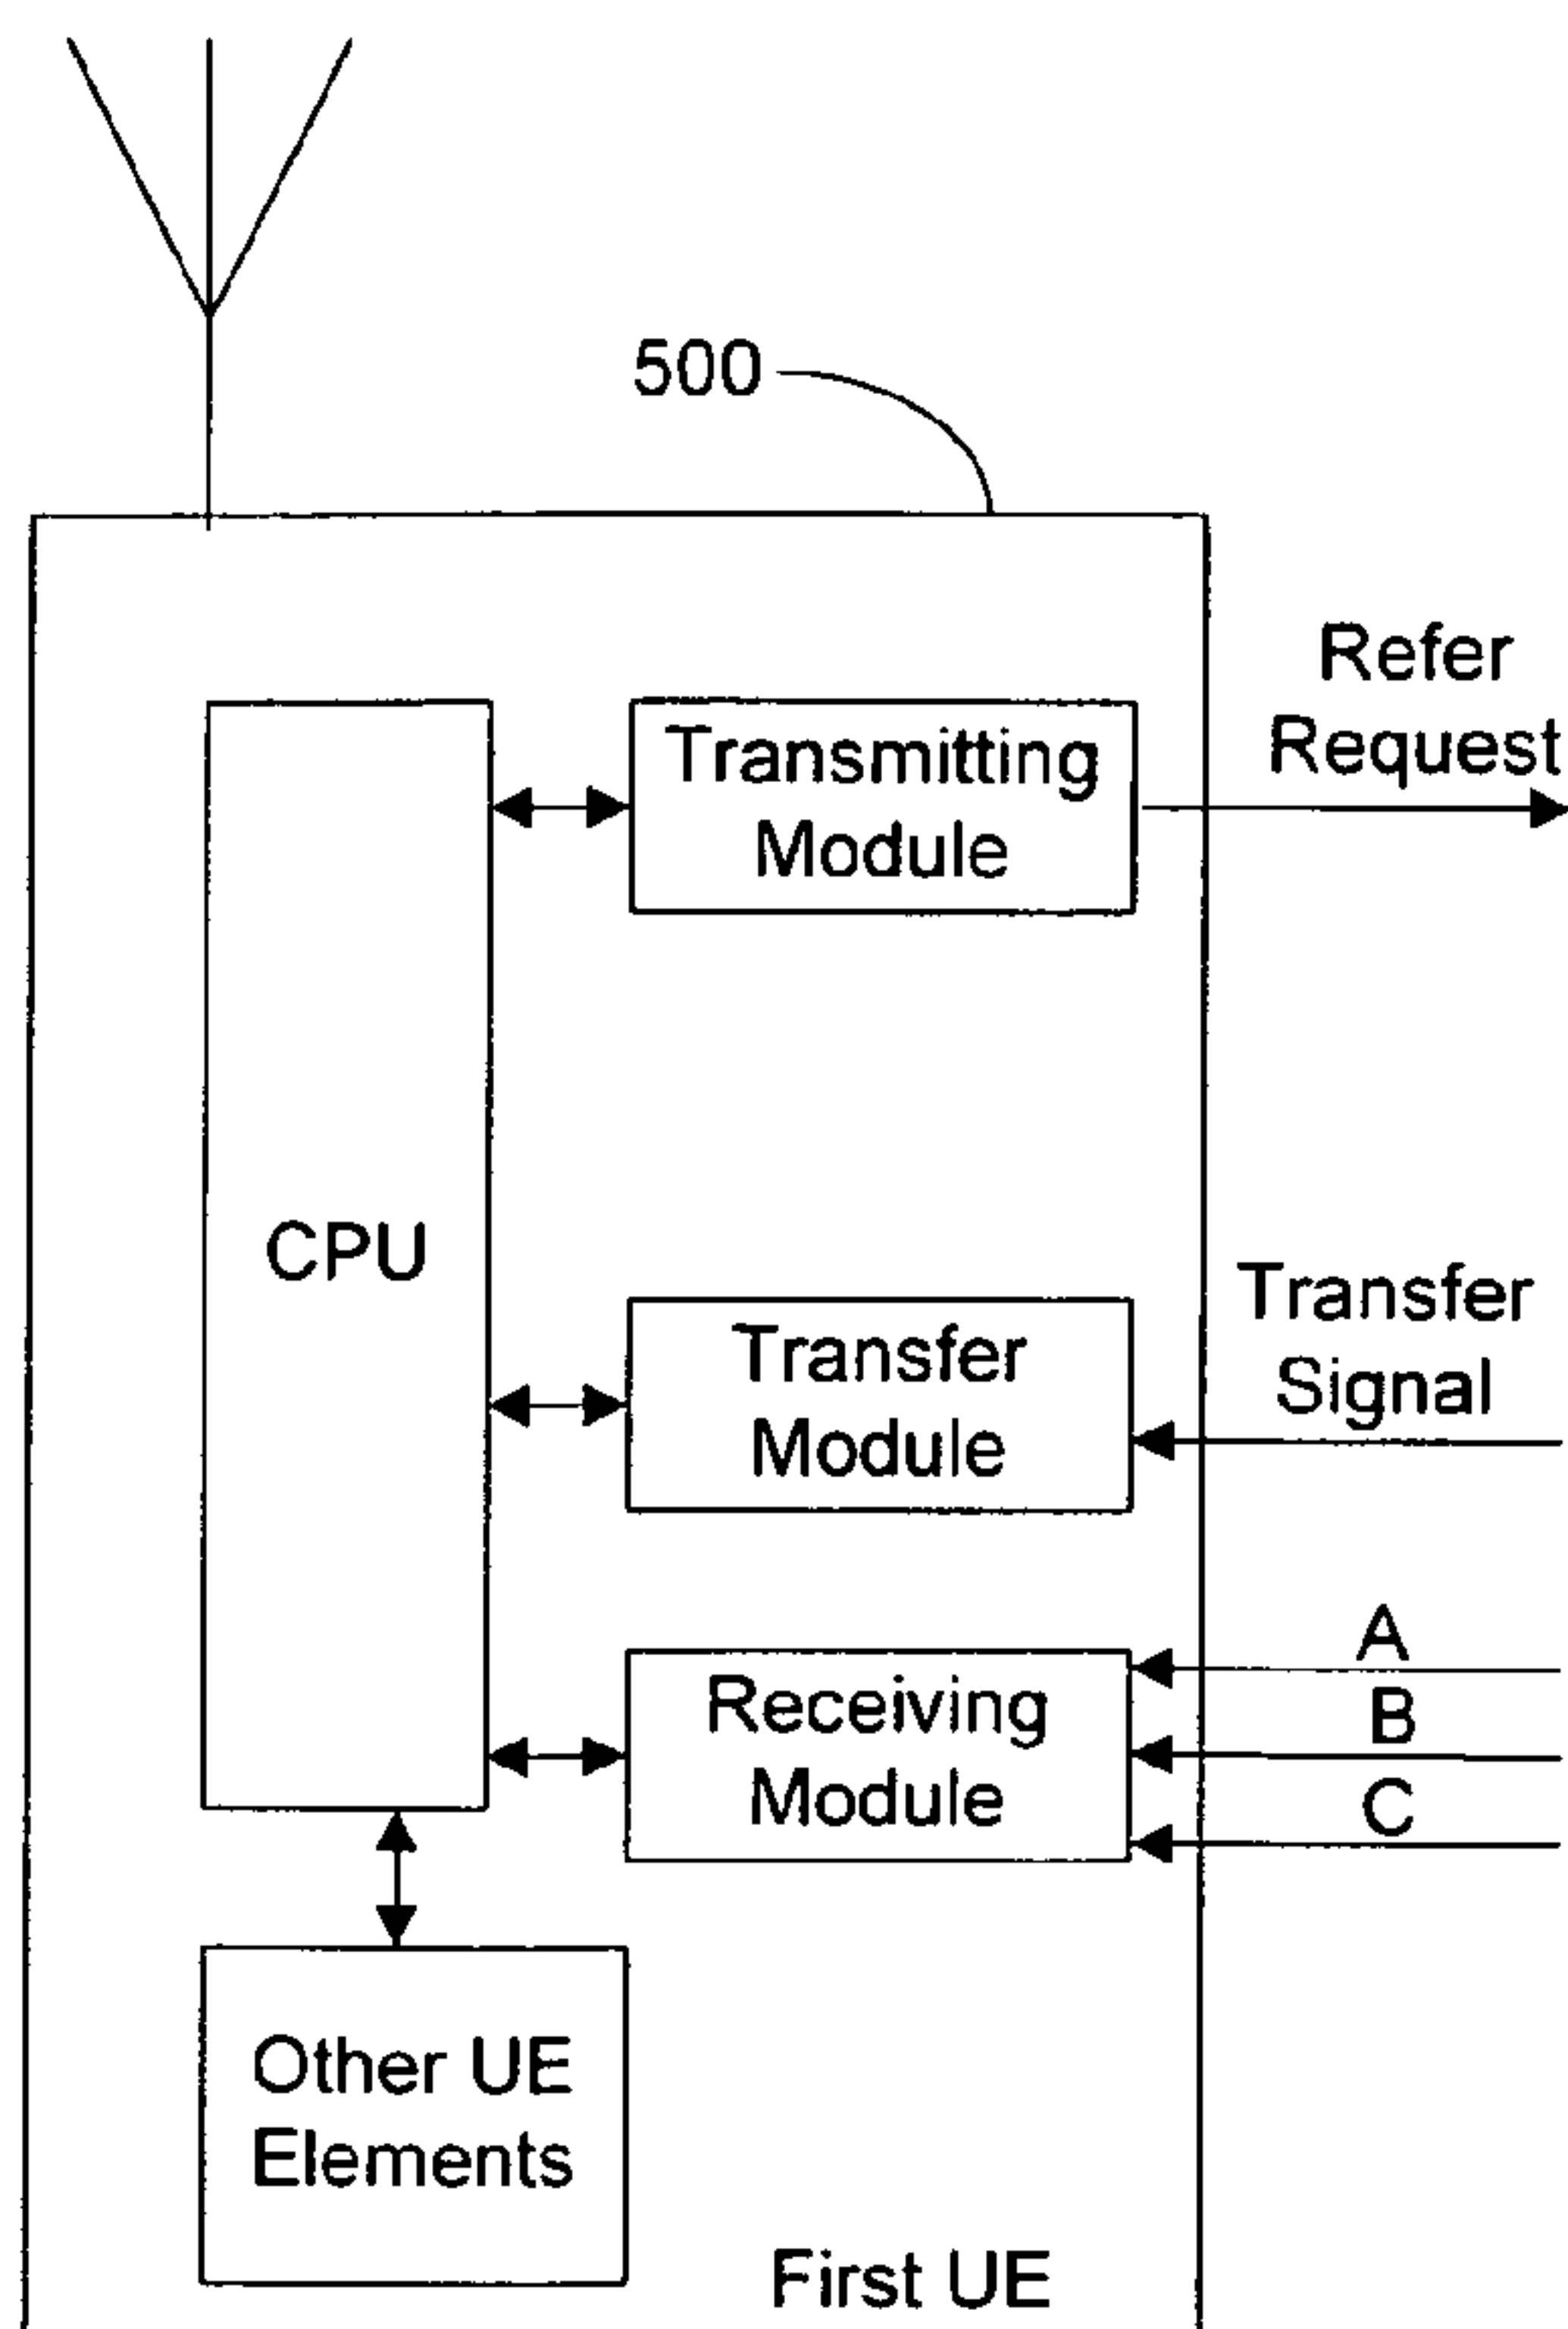 500
Refer
Request
Transmitting
Module
CPU
Transfer
Signal
Transfer
Module
A
B
C
Receiving
Module
Other UE
Elements
First UE